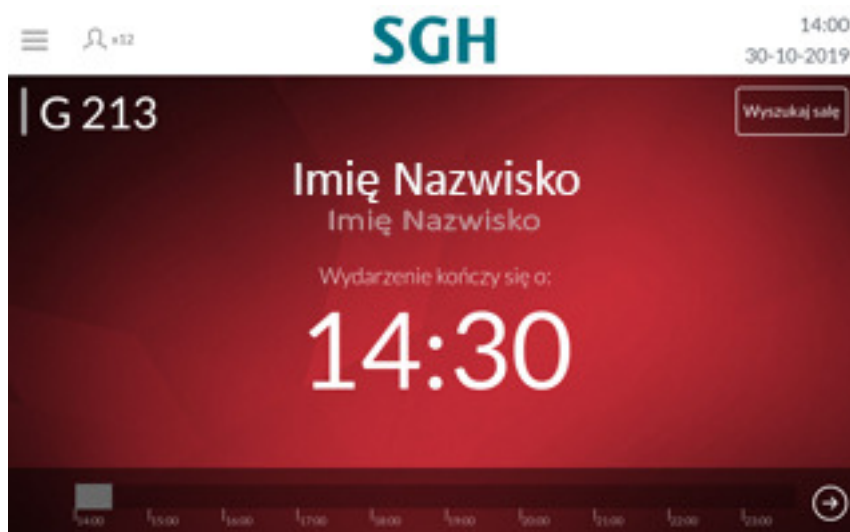 x12
SGH
14:00
30-10-2019
G 213
Wyszukaj salę
Imię Nazwisko
Imię Nazwisko
Wydarzenie kończy się o:
14:30
14:00 15:00 16:00 17:00 18:00 19:00 20:00 21:00 22:00 23:00